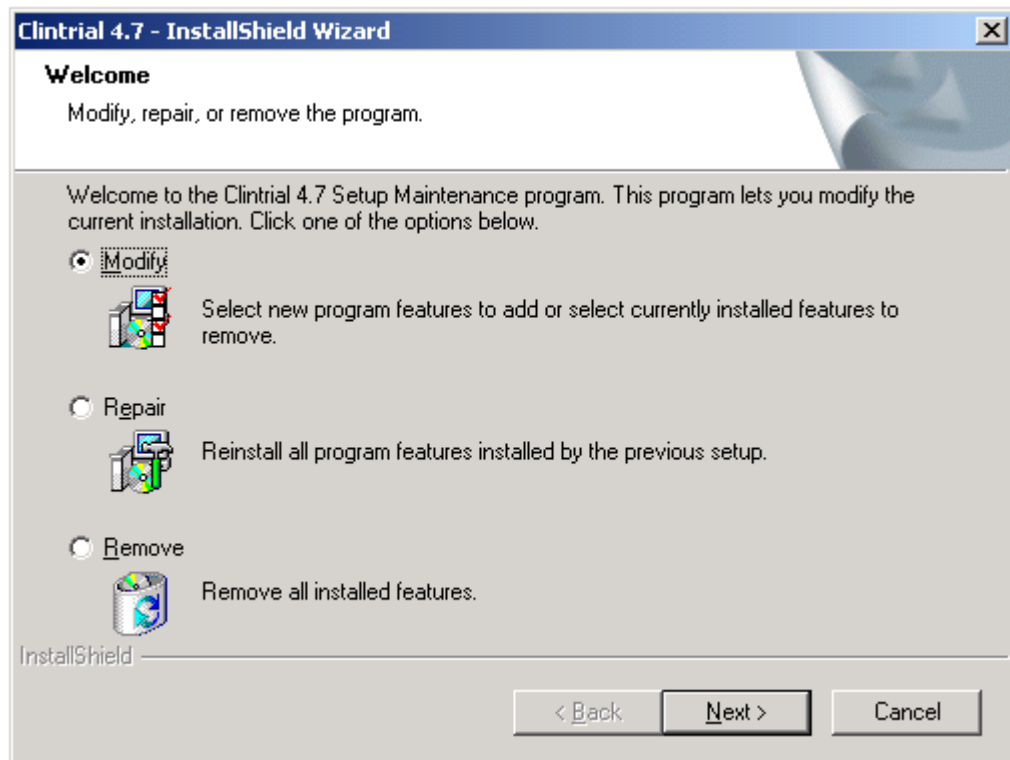 Clintrial 4.7 - InstallShield Wizard
Welcome
Modify, repair, or remove the program.
Welcome to the Clintrial 4.7 Setup Maintenance program. This program lets you modify the
current installation. Click one of the options below.
Modify
Select new program features to add or select currently installed features to
remove.
Repair
Reinstall all program features installed by the previous setup.
Remove
Remove all installed features.
InstallShield
< Back Next > Cancel